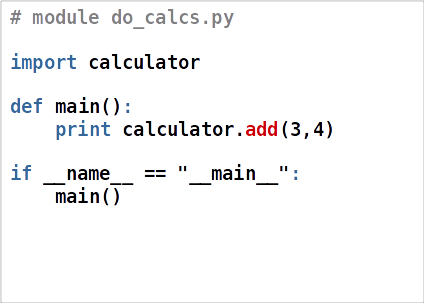 # module do_calcs.py
import calculator
def main():
    print calculator.add(3,4)
if __name__ == "__main__":
    main()